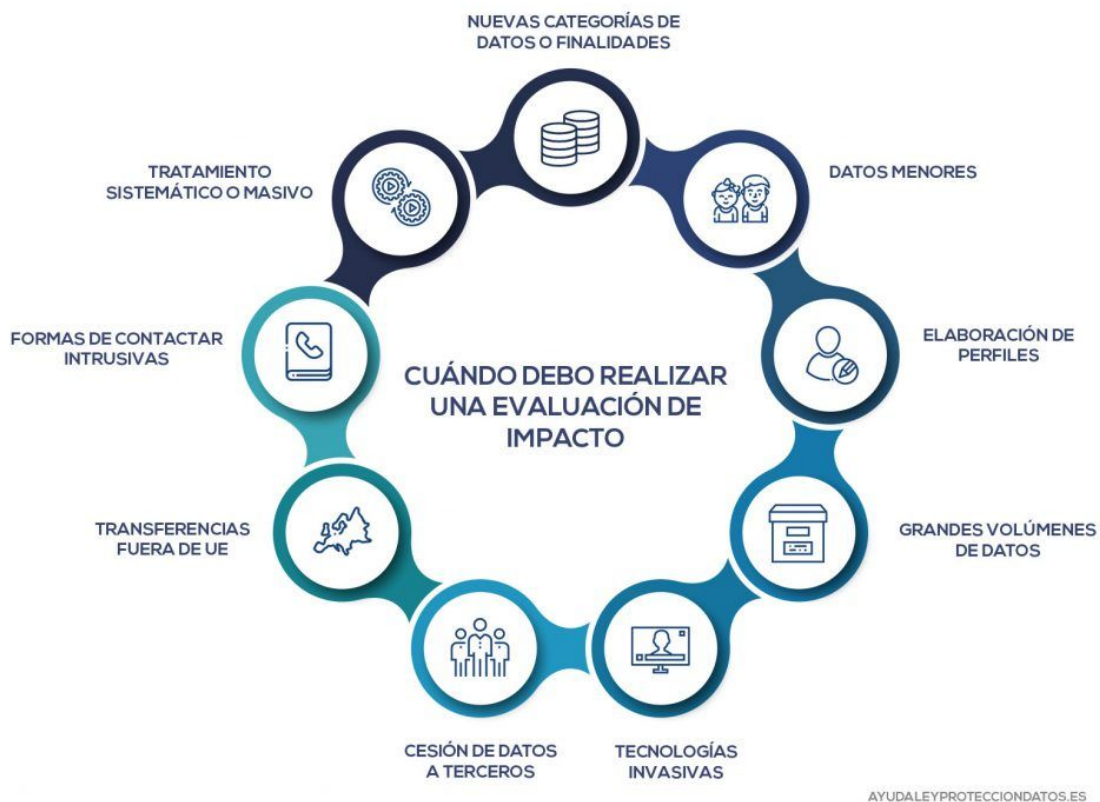 NUEVAS CATEGORÍAS DE
DATOS O FINALIDADES
TRATAMIENTO
SISTEMÁTICO O MASIVO
DATOS MENORES
FORMAS DE CONTACTAR
INTRUSIVAS
ELABORACIÓN DE
PERFILES
CUÁNDO DEBO REALIZAR
UNA EVALUACIÓN DE
IMPACTO
TRANSFERENCIAS
FUERA DE UE
GRANDES VOLÚMENES
DE DATOS
CESIÓN DE DATOS
A TERCEROS
TECNOLOGÍAS
INVASIVAS
AYUDALEYPROTECCIONDATOS.ES